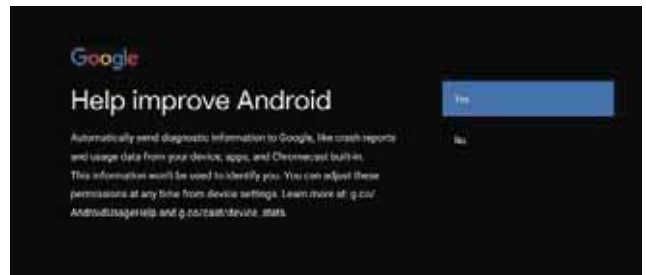 Google
Help improve Android
Automatically send diagnostic information to Google, like crash reports
and usage data from your device, apps, and Chromecast built-in.
This information won't be used to identify you. You can adjust these
permissions at any time from device settings. Learn more at: g.co/
AndroidUsageHelp and g.co/cast/device_stats.
Yes
No